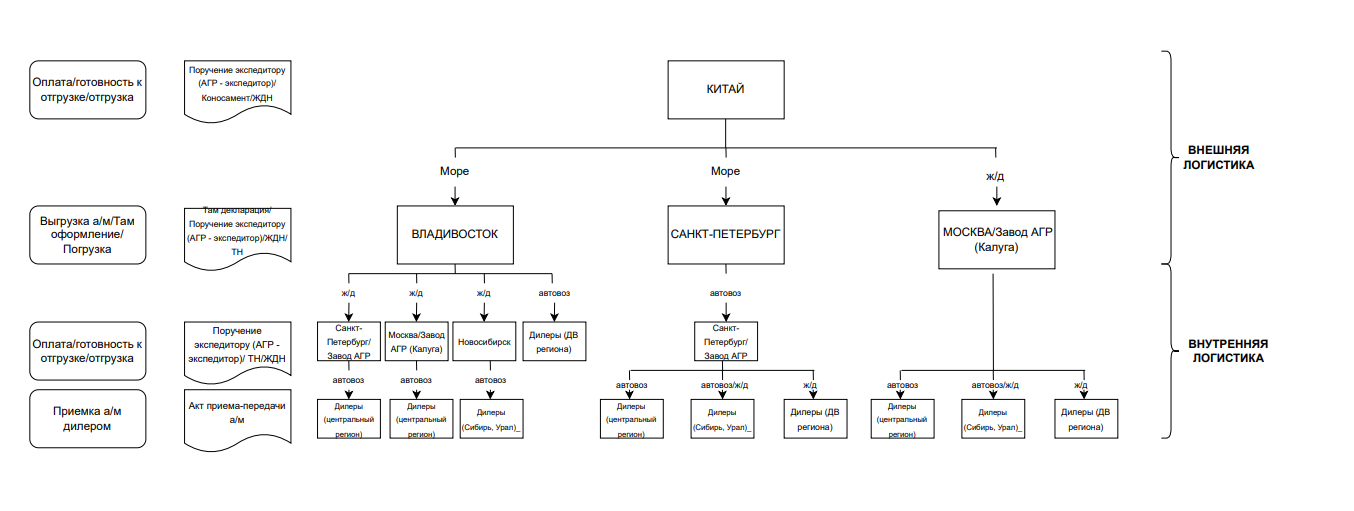 Оплата/готовность к
отгрузке/отгрузка
Поручение экспедитору
(АГР - экспедитор)/
Коносамент/ЖДН
КИТАЙ
ВНЕШНЯЯ
ЛОГИСТИКА
Море
Море
ж/д
Выгрузка а/м/Там
оформление/
Погрузка
Там декларация/
Поручение экспедитору
(АГР - экспедитор)/ЖДН/
ТН
ВЛАДИВОСТОК
САНКТ-ПЕТЕРБУРГ
МОСКВА/Завод АГР
(Калуга)
ж/д
ж/д
ж/д
автовоз
автовоз
Оплата/готовность к
отгрузке/отгрузка
Поручение
экспедитору (АГР -
экспедитор)/ ТН/ЖДН
Санкт-
Петербург/
Завод АГР
Москва/Завод
АГР (Калуга)
Новосибирск
Дилеры (ДВ
региона)
Санкт-
Петербург/
Завод АГР
ВНУТРЕННЯЯ
ЛОГИСТИКА
автовоз
автовоз
автовоз
автовоз
автовоз/ж/д
ж/д
автовоз
автовоз/ж/д
ж/д
Приемка а/м
дилером
Акт приема-передачи
а/м
Дилеры
(центральный
регион)
Дилеры
(центральный
регион)
Дилеры
(Сибирь, Урал)_
Дилеры
(центральный
регион)
Дилеры
(Сибирь, Урал)_
Дилеры (ДВ
региона)
Дилеры
(центральный
регион)
Дилеры
(Сибирь, Урал)_
Дилеры (ДВ
региона)